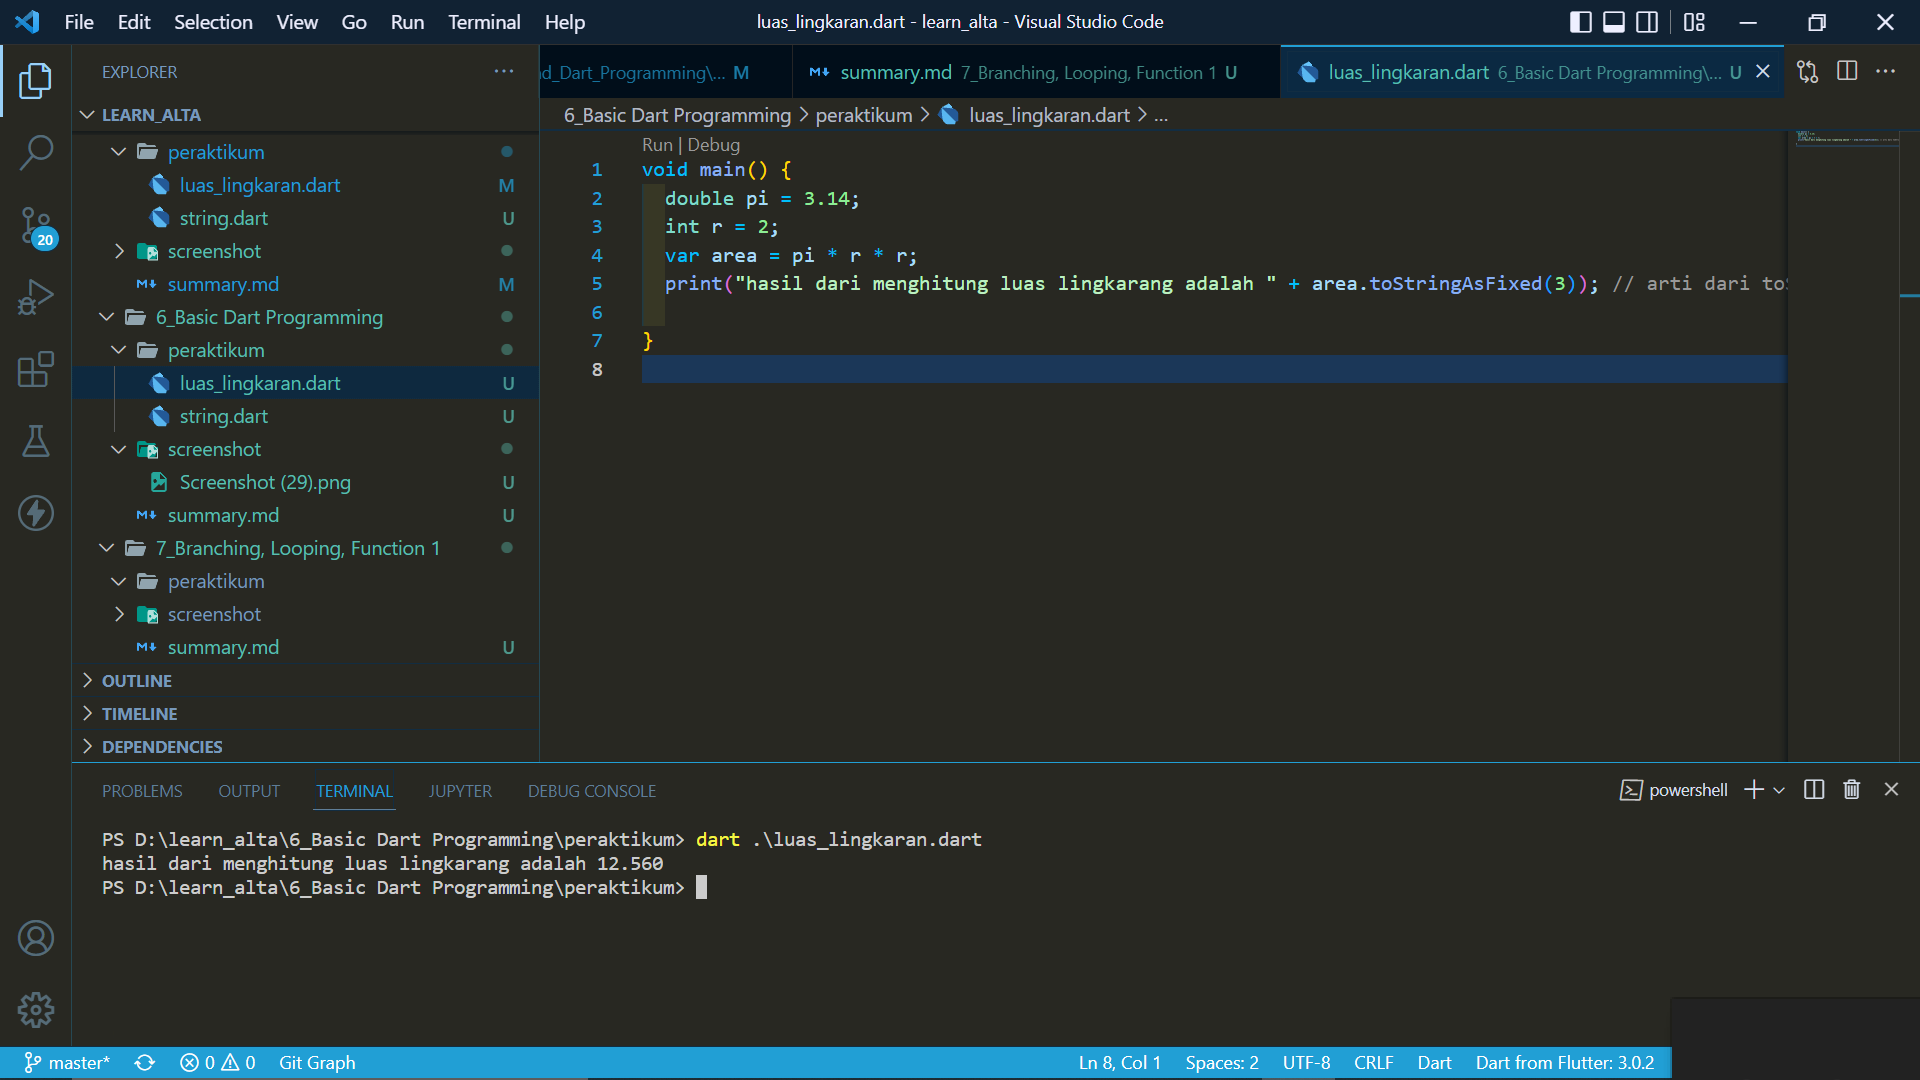 File Edit Selection View Go Run Terminal Help
luas_lingkaran.dart - learn_alta - Visual Studio Code
EXPLORER
LEARN_ALTA
peraktikum
luas_lingkaran.dart M
string.dart U
screenshot
summary.md M
6_Basic Dart Programming
peraktikum
luas_lingkaran.dart U
string.dart U
screenshot
Screenshot (29).png U
summary.md U
7_Branching, Looping, Function 1
peraktikum
screenshot
summary.md U
OUTLINE
TIMELINE
DEPENDENCIES
20
d_Dart_Programming\... M
summary.md 7_Branching, Looping, Function 1 U
luas_lingkaran.dart 6_Basic Dart Programming\... U
6_Basic Dart Programming > peraktikum > luas_lingkaran.dart > ...
Run | Debug
1 void main() {
2 double pi = 3.14;
3 int r = 2;
4 var area = pi * r * r;
5 print("hasil dari menghitung luas lingkarang adalah " + area.toStringAsFixed(3)); // arti dari to
6
7 }
8
PROBLEMS OUTPUT TERMINAL JUPYTER DEBUG CONSOLE
powershell
PS D:\learn_alta\6_Basic Dart Programming\peraktikum> dart .\luas_lingkaran.dart
hasil dari menghitung luas lingkarang adalah 12.560
PS D:\learn_alta\6_Basic Dart Programming\peraktikum>
master* 0 0 Git Graph
Ln 8, Col 1 Spaces: 2 UTF-8 CRLF Dart Dart from Flutter: 3.0.2